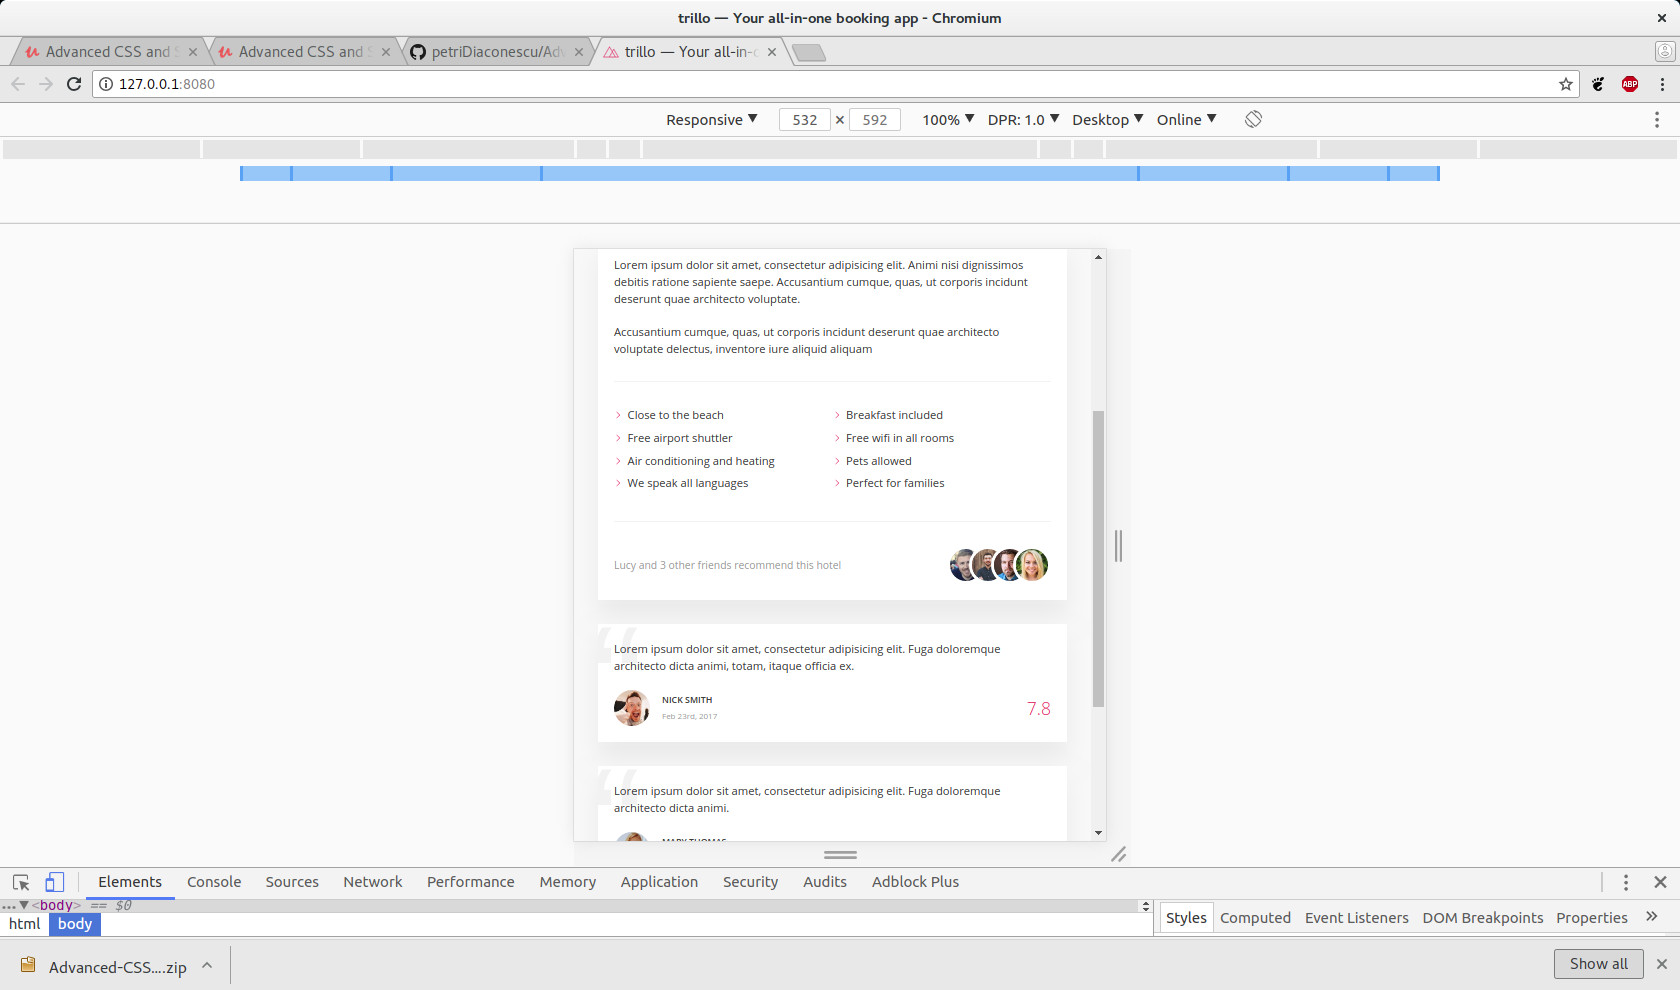 trillo — Your all-in-one booking app - Chromium
Advanced CSS and S
Advanced CSS and S
petriDiaconescu/Adv
trillo — Your all-in-o
127.0.0.1:8080
ABP
Responsive
532 × 592
100%
DPR: 1.0
Desktop
Online
Lorem ipsum dolor sit amet, consectetur adipisicing elit. Animi nisi dignissimos
debitis ratione sapiente saepe. Accusantium cumque, quas, ut corporis incidunt
deserunt quae architecto voluptate.
Accusantium cumque, quas, ut corporis incidunt deserunt quae architecto
voluptate delectus, inventore iure aliquid aliquam
Close to the beach
Breakfast included
Free airport shuttler
Free wifi in all rooms
Air conditioning and heating
Pets allowed
We speak all languages
Perfect for families
Lucy and 3 other friends recommend this hotel
“
Lorem ipsum dolor sit amet, consectetur adipisicing elit. Fuga doloremque
architecto dicta animi, totam, itaque officia ex.
NICK SMITH
Feb 23rd, 2017
7.8
“
Lorem ipsum dolor sit amet, consectetur adipisicing elit. Fuga doloremque
architecto dicta animi.
MARY THOMAS
Elements
Console
Sources
Network
Performance
Memory
Application
Security
Audits
Adblock Plus
...▼<body> == $0
html
body
Styles
Computed
Event Listeners
DOM Breakpoints
Properties
»
Advanced-CSS....zip
Show all